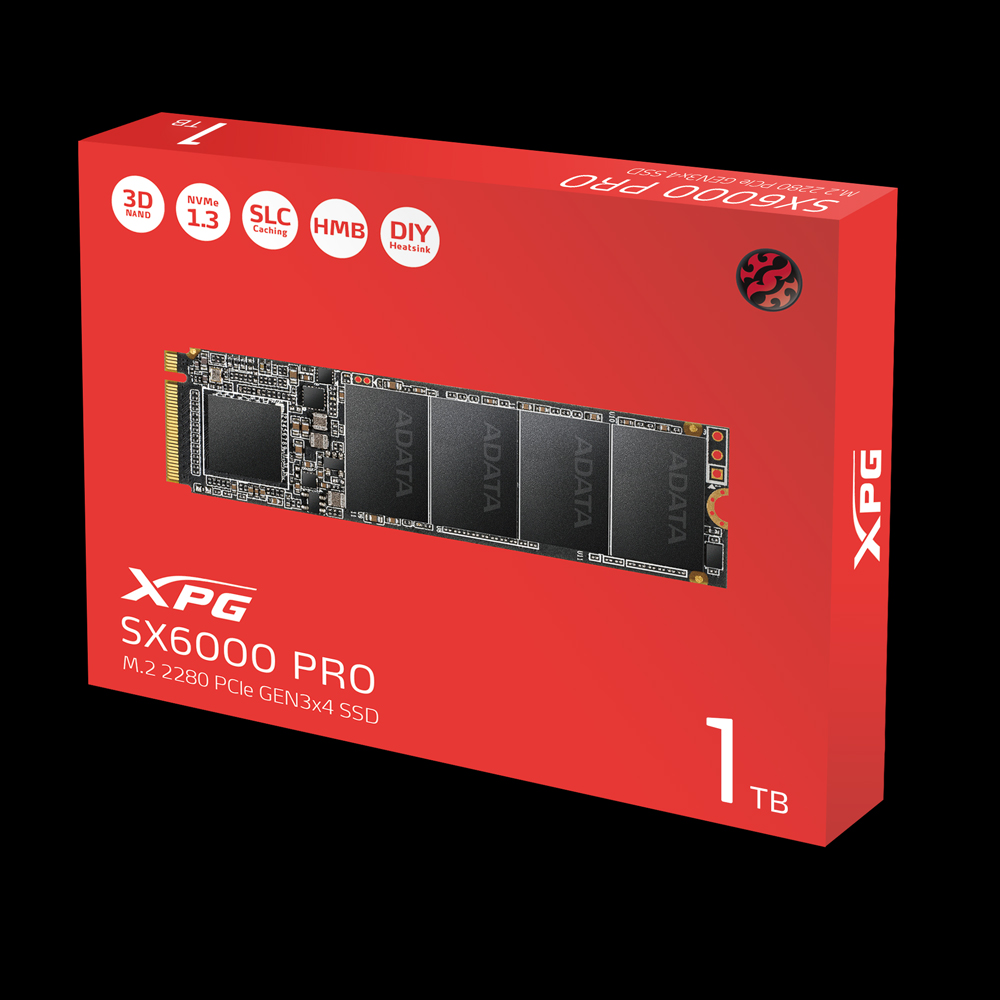 1
TB
SX6000 PRO
M.2 2280 PCIe GEN3x4 SSD
3D
NAND
NVMe
1.3
SLC
Caching
HMB
DIY
Heatsink
ADATA
ADATA
ADATA
ADATA
XPG
XPG
SX6000 PRO
M.2 2280 PCIe GEN3x4 SSD
1
TB